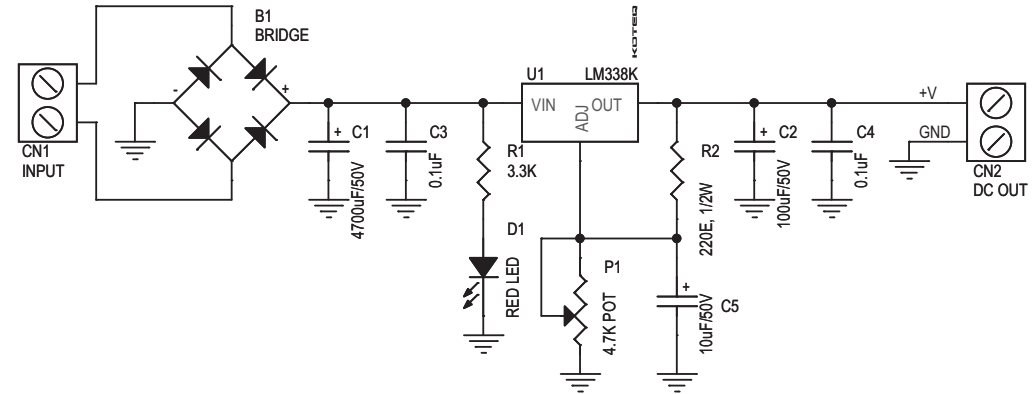 B1
BRIDGE
KOTEQ
U1
LM338K
-
+
VIN
OUT
ADJ
+V
GND
CN1
INPUT
+
C1
4700uF/50V
C3
0.1uF
R1
3.3K
R2
220E, 1/2W
+
C2
100uF/50V
C4
0.1uF
CN2
DC OUT
D1
RED LED
P1
4.7K POT
+
C5
10uF/50V